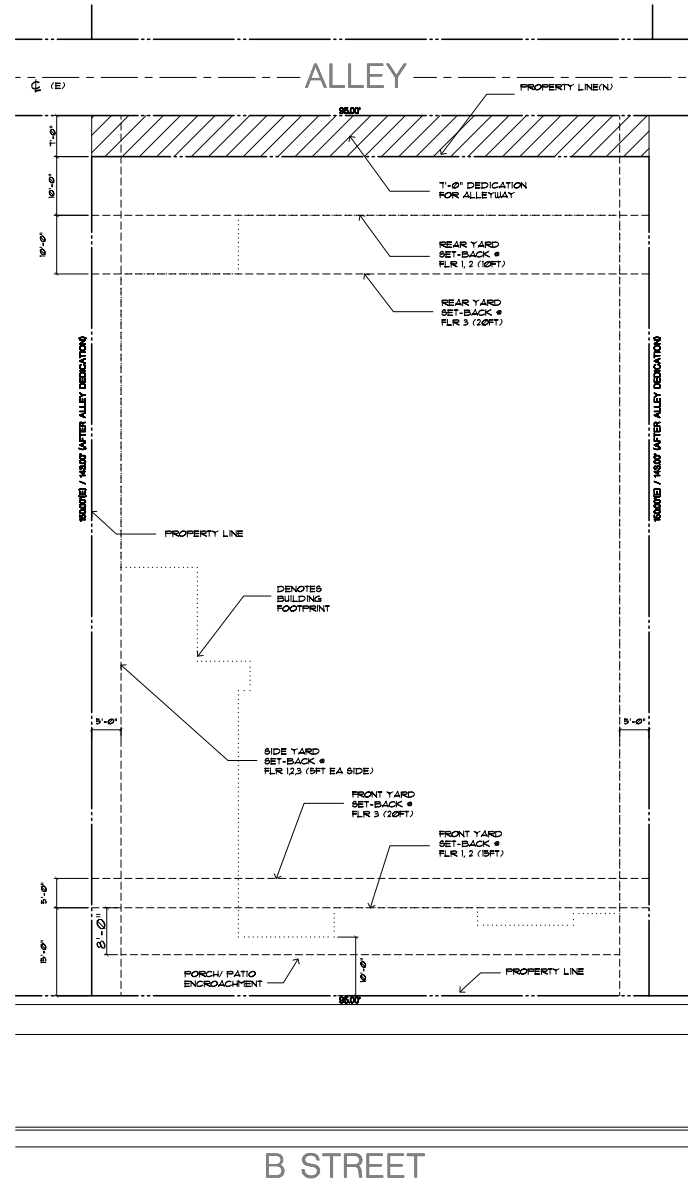 ALLEY
℄ (E)
PROPERTY LINE(N)
95.00'
7'-0"
7'-0" DEDICATION
FOR ALLEYWAY
10'-0"
REAR YARD
SET-BACK @
FLR 1, 2 (10FT)
10'-0"
REAR YARD
SET-BACK @
FLR 3 (20FT)
150.00'(E) / 143.00' (AFTER ALLEY DEDICATION)
150.00'(E) / 143.00' (AFTER ALLEY DEDICATION)
PROPERTY LINE
DENOTES
BUILDING
FOOTPRINT
5'-0"
5'-0"
SIDE YARD
SET-BACK @
FLR 1,2,3 (5FT EA SIDE)
FRONT YARD
SET-BACK @
FLR 3 (20FT)
FRONT YARD
SET-BACK @
FLR 1, 2 (15FT)
5'-0"
15'-0"
8'-0"
10'-0"
PORCH/ PATIO
ENCROACHMENT
PROPERTY LINE
95.00'
B STREET